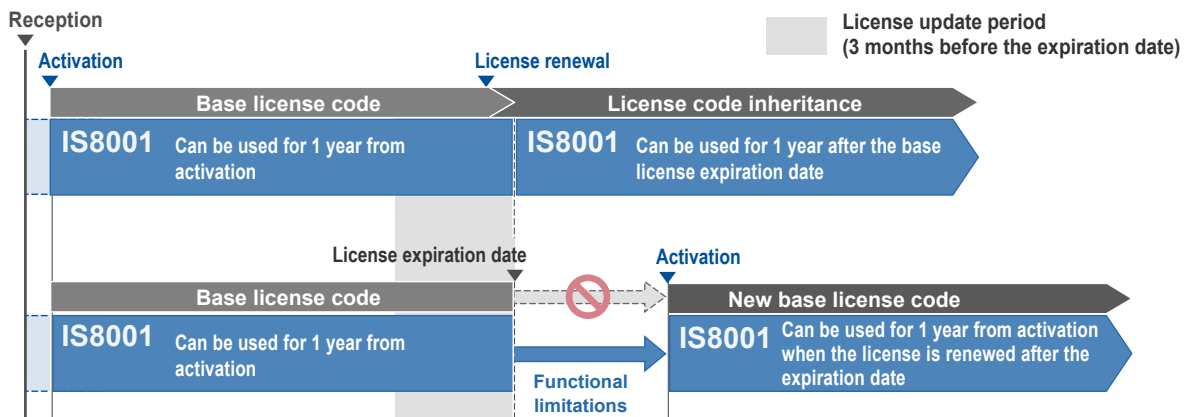 Reception
License update period
(3 months before the expiration date)
Activation
License renewal
Base license code
License code inheritance
IS8001
Can be used for 1 year from
activation
IS8001
Can be used for 1 year after the base
license expiration date
License expiration date
Activation
Base license code
New base license code
IS8001
Can be used for 1 year from
activation
IS8001
Can be used for 1 year from activation
when the license is renewed after the
expiration date
Functional
limitations